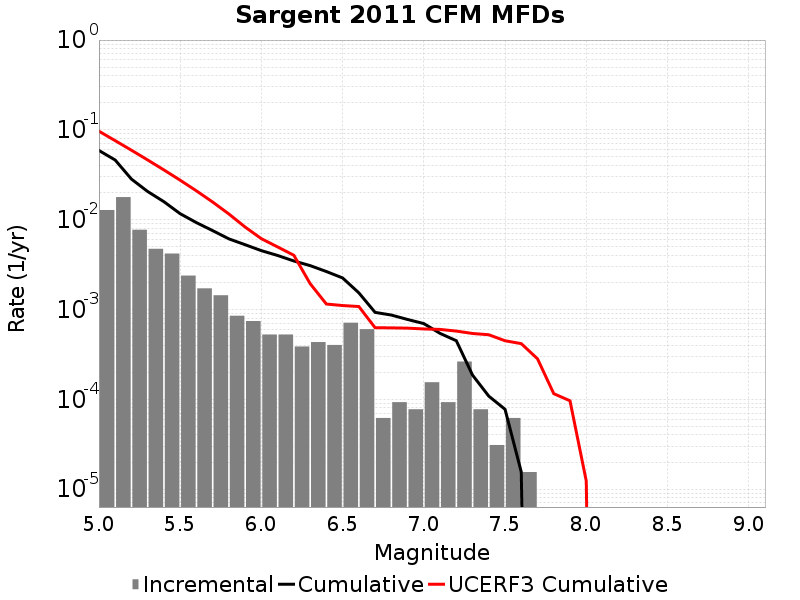 Sargent 2011 CFM MFDs
10^0
10^-1
10^-2
10^-3
10^-4
10^-5
Rate (1/yr)
5.0 5.5 6.0 6.5 7.0 7.5 8.0 8.5 9.0
Magnitude
Incremental Cumulative UCERF3 Cumulative